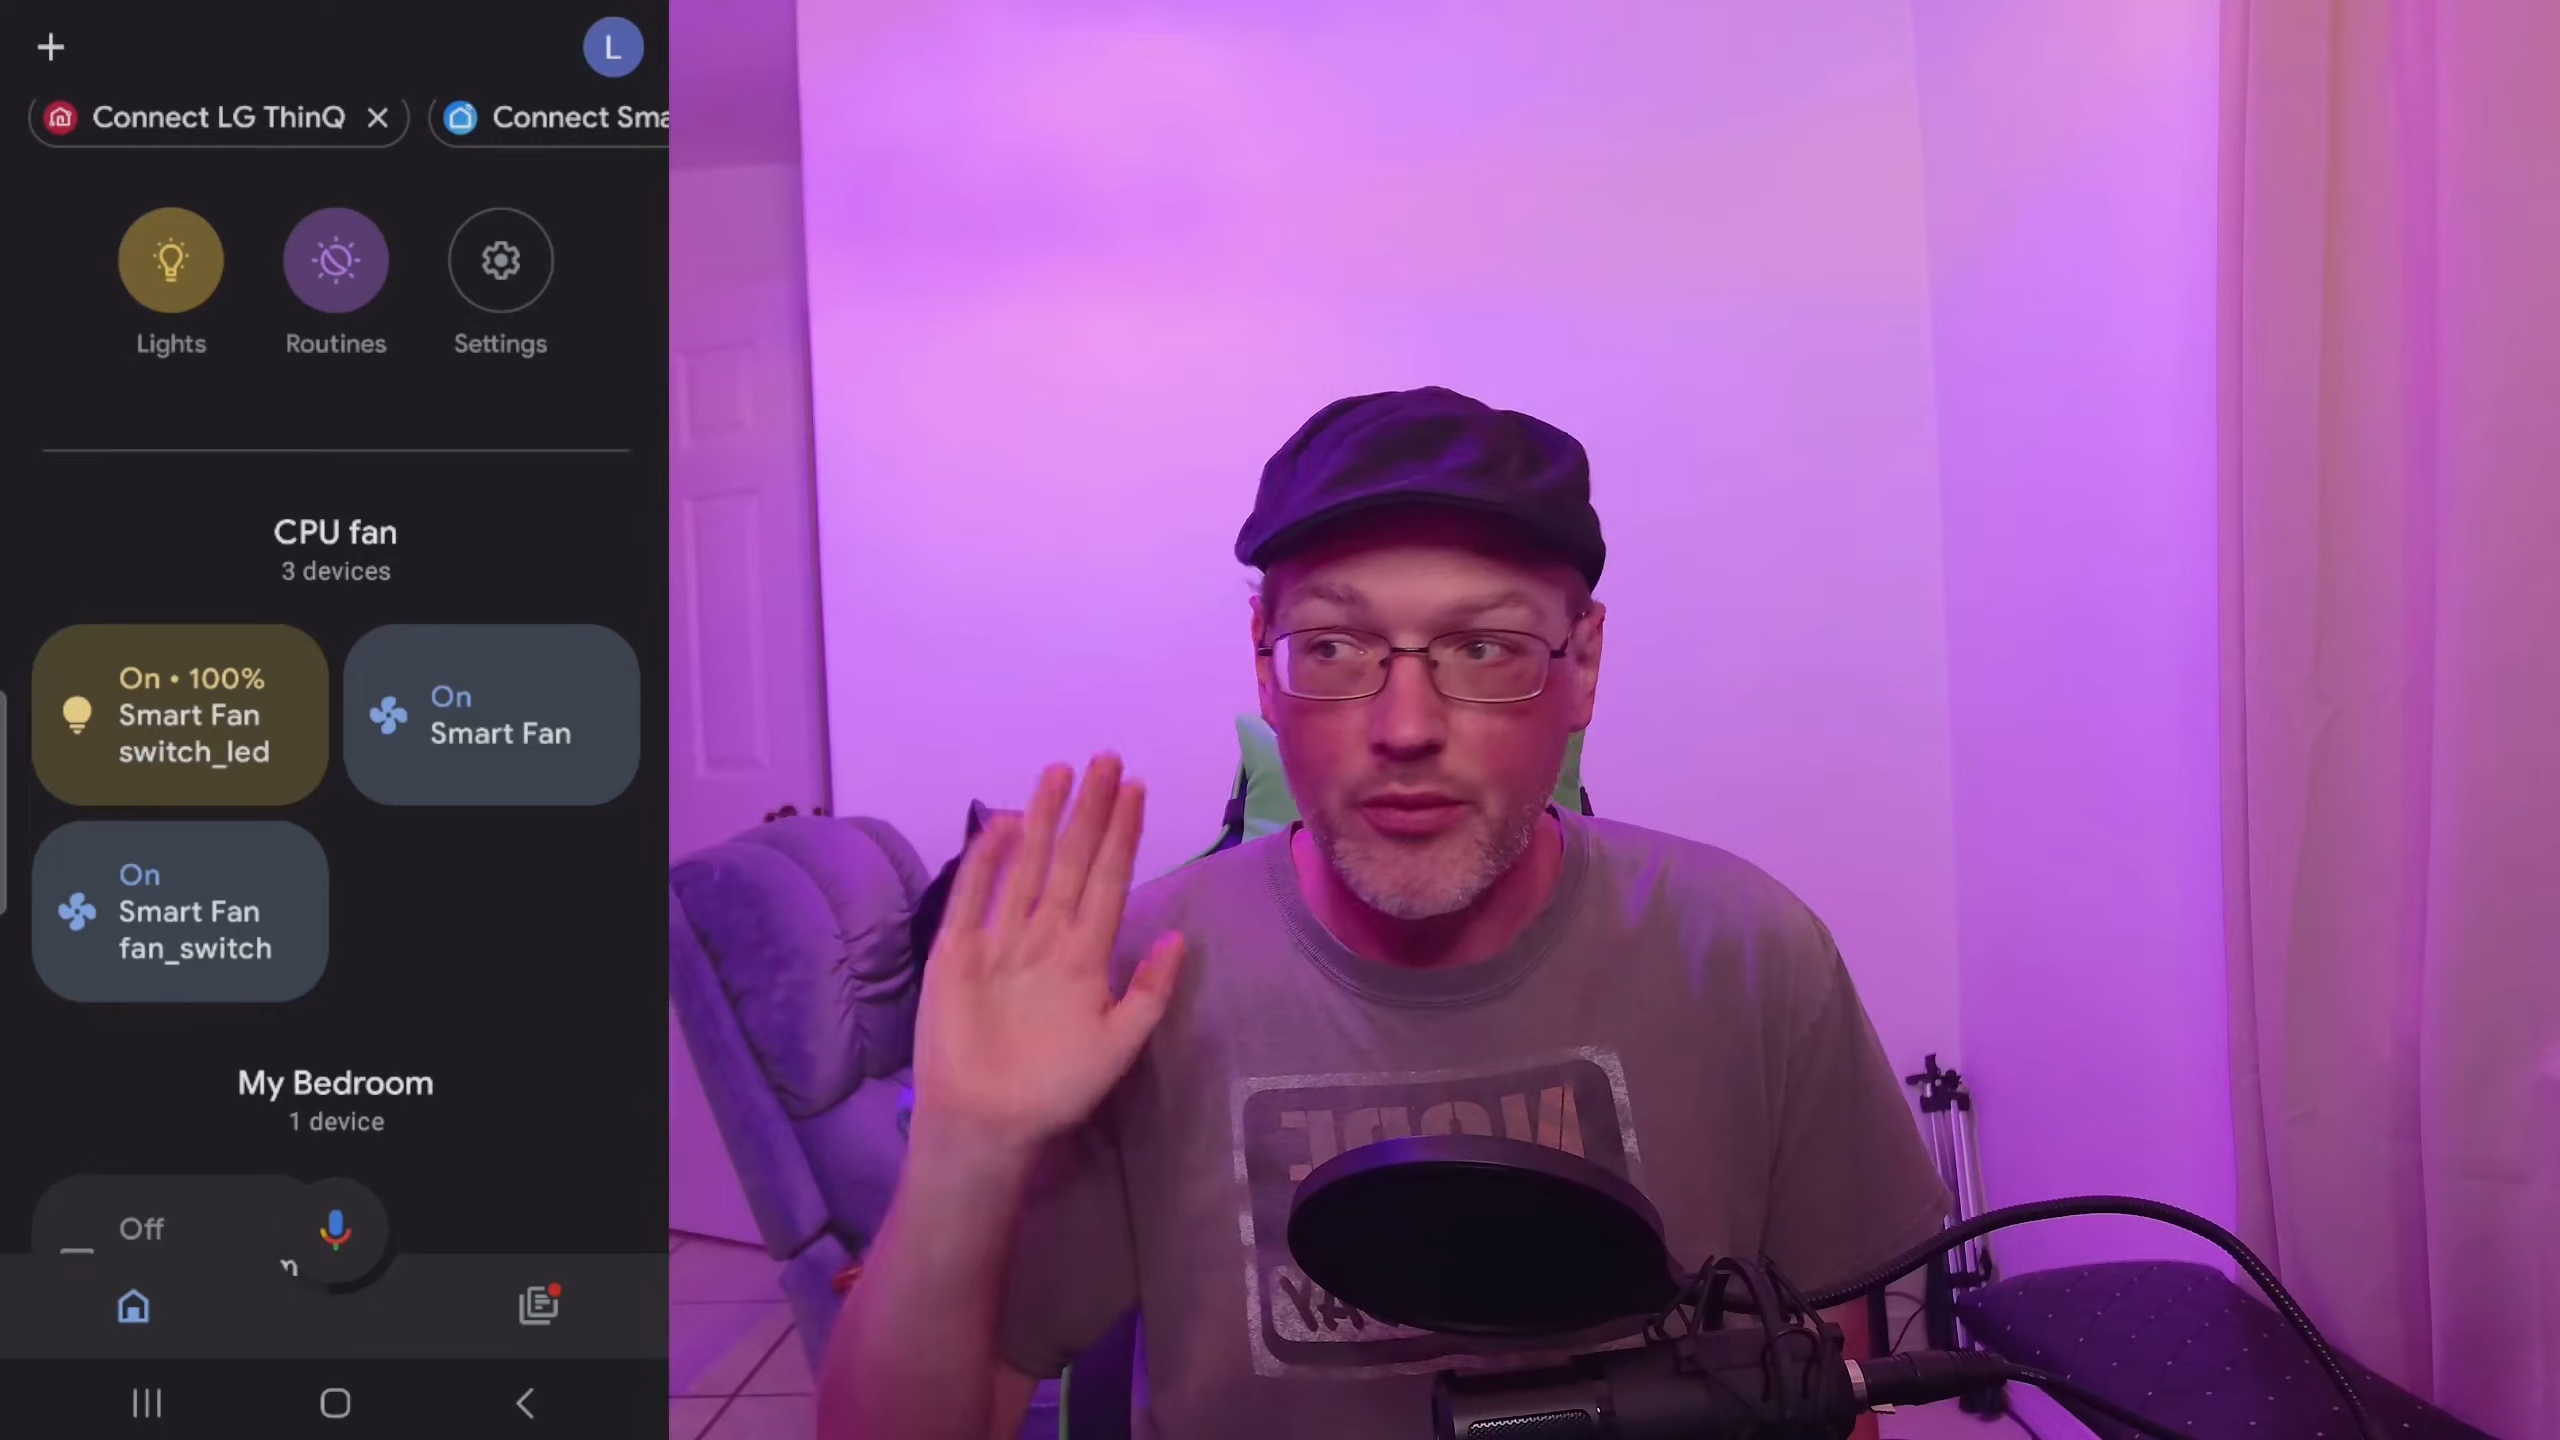 L
Connect LG ThinQ
Connect Sma
Lights
Routines
Settings
CPU fan
3 devices
On • 100%
Smart Fan
switch_led
On
Smart Fan
On
Smart Fan
fan_switch
My Bedroom
1 device
Off
NOPE